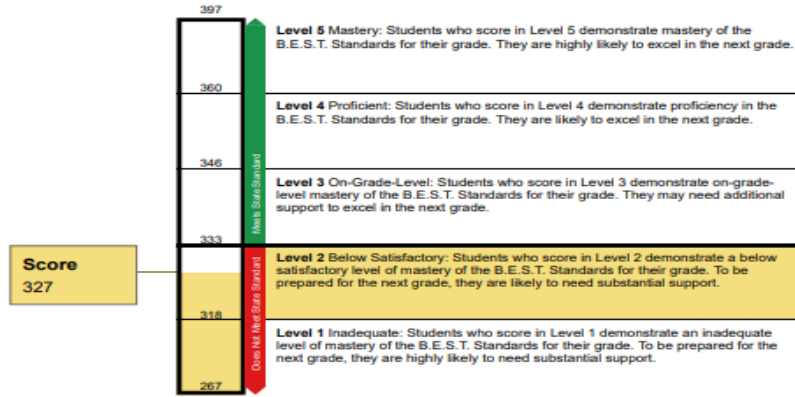 397
Level 5 Mastery: Students who score in Level 5 demonstrate mastery of the
B.E.S.T. Standards for their grade. They are highly likely to excel in the next grade.
360
Level 4 Proficient: Students who score in Level 4 demonstrate proficiency in the
B.E.S.T. Standards for their grade. They are likely to excel in the next grade.
346
Meets State Standard
Level 3 On-Grade-Level: Students who score in Level 3 demonstrate on-grade-
level mastery of the B.E.S.T. Standards for their grade. They may need additional
support to excel in the next grade.
333
Score
327
Does Not Meet State Standard
Level 2 Below Satisfactory: Students who score in Level 2 demonstrate a below
satisfactory level of mastery of the B.E.S.T. Standards for their grade. To be
prepared for the next grade, they are likely to need substantial support.
318
Level 1 Inadequate: Students who score in Level 1 demonstrate an inadequate
level of mastery of the B.E.S.T. Standards for their grade. To be prepared for the
next grade, they are highly likely to need substantial support.
267